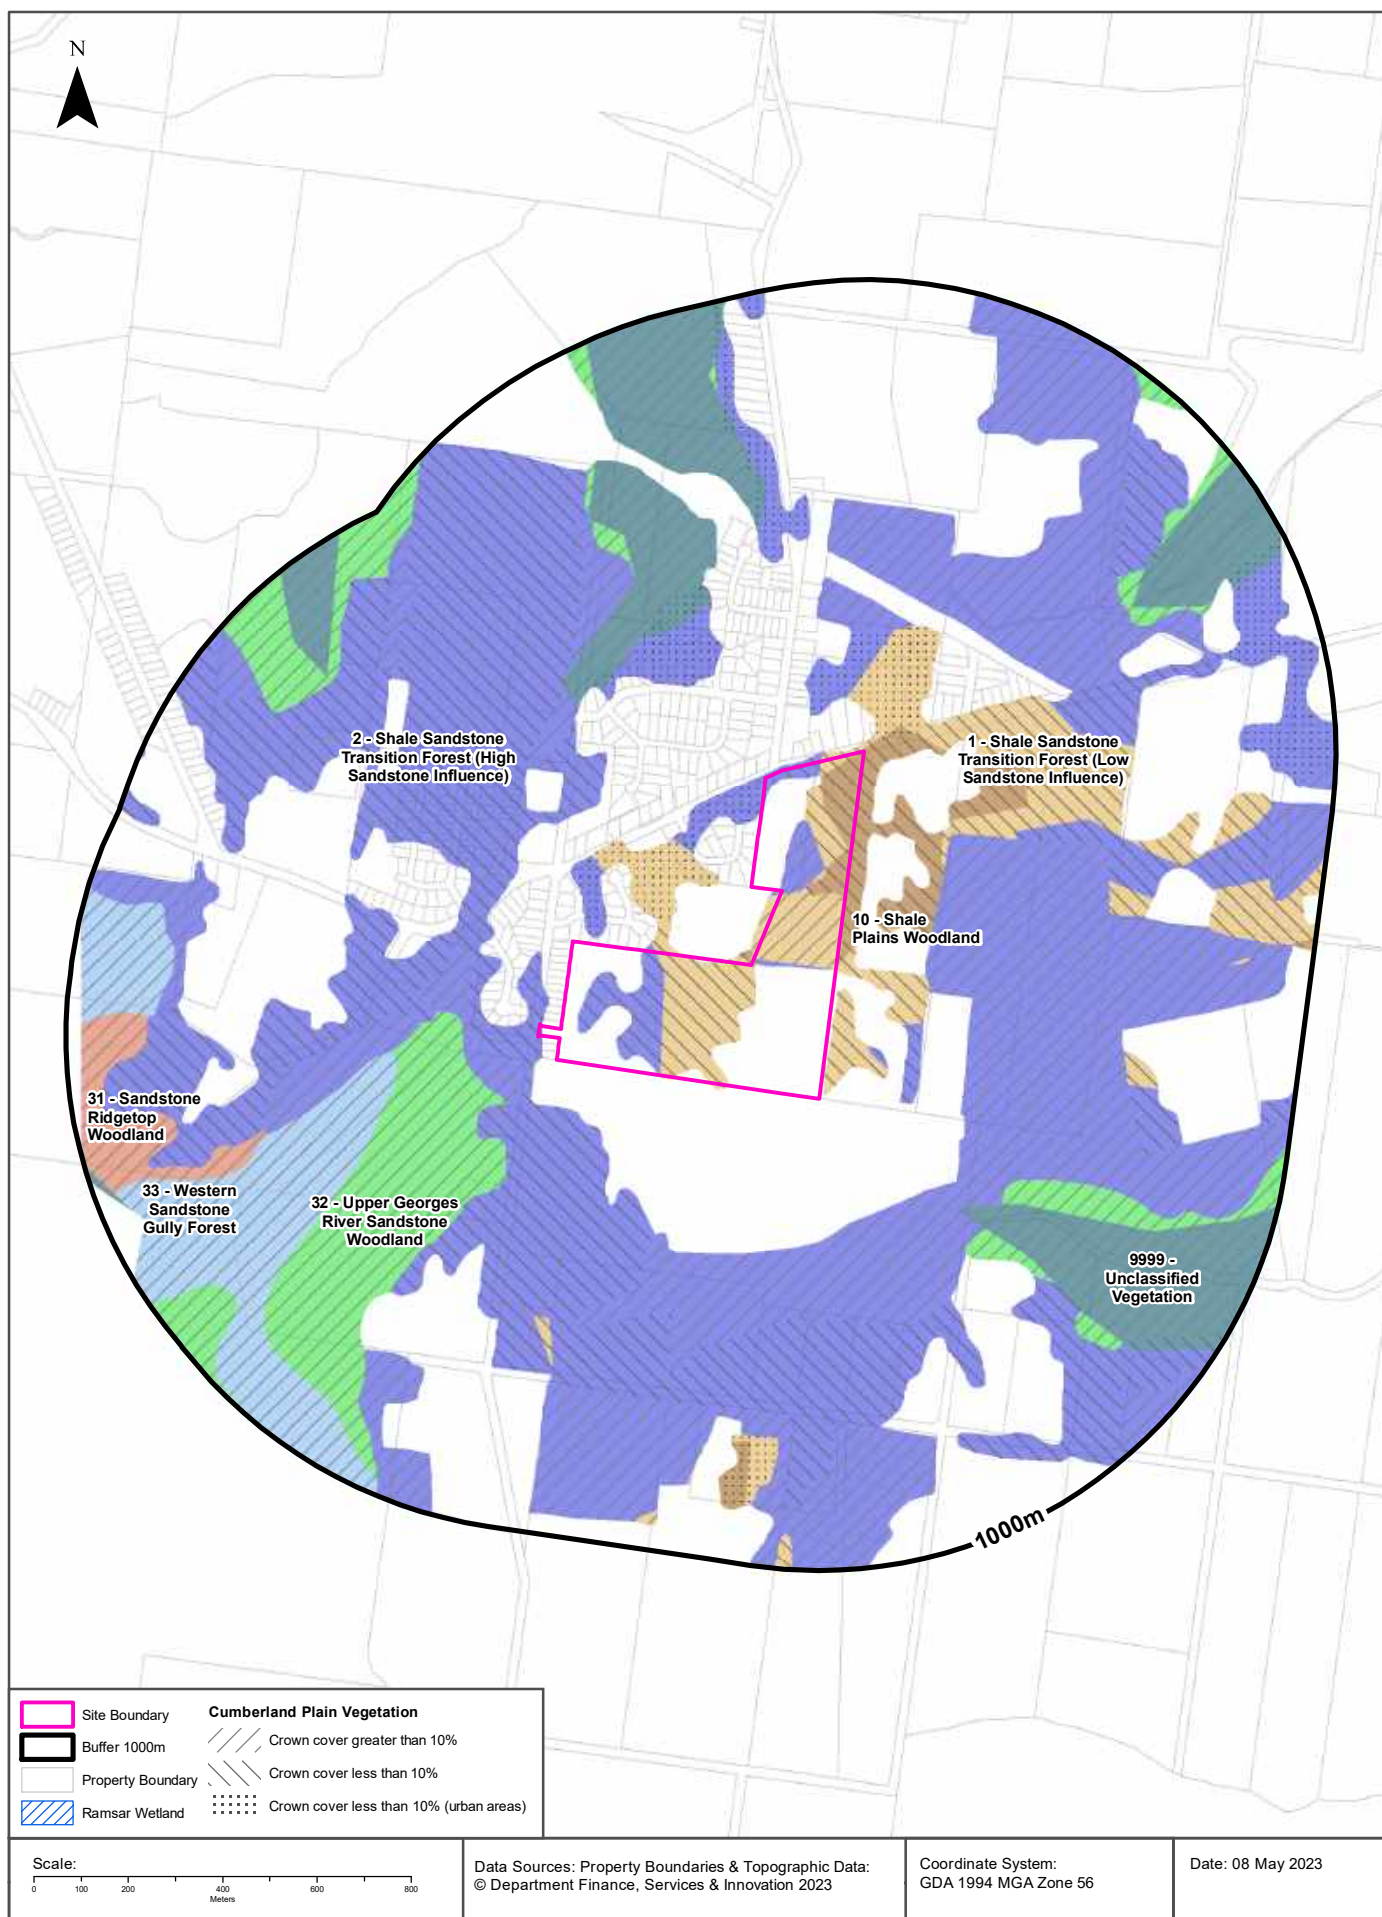 N
2 - Shale Sandstone
Transition Forest (High
Sandstone Influence)
1 - Shale Sandstone
Transition Forest (Low
Sandstone Influence)
10 - Shale
Plains Woodland
31 - Sandstone
Ridgetop
Woodland
33 - Western
Sandstone
Gully Forest
32 - Upper Georges
River Sandstone
Woodland
9999 -
Unclassified
Vegetation
1000m
Site Boundary
Buffer 1000m
Property Boundary
Ramsar Wetland
Cumberland Plain Vegetation
Crown cover greater than 10%
Crown cover less than 10%
Crown cover less than 10% (urban areas)
Scale:
0 100 200 400 600 800
Meters
Data Sources: Property Boundaries & Topographic Data:
© Department Finance, Services & Innovation 2023
Coordinate System:
GDA 1994 MGA Zone 56
Date: 08 May 2023